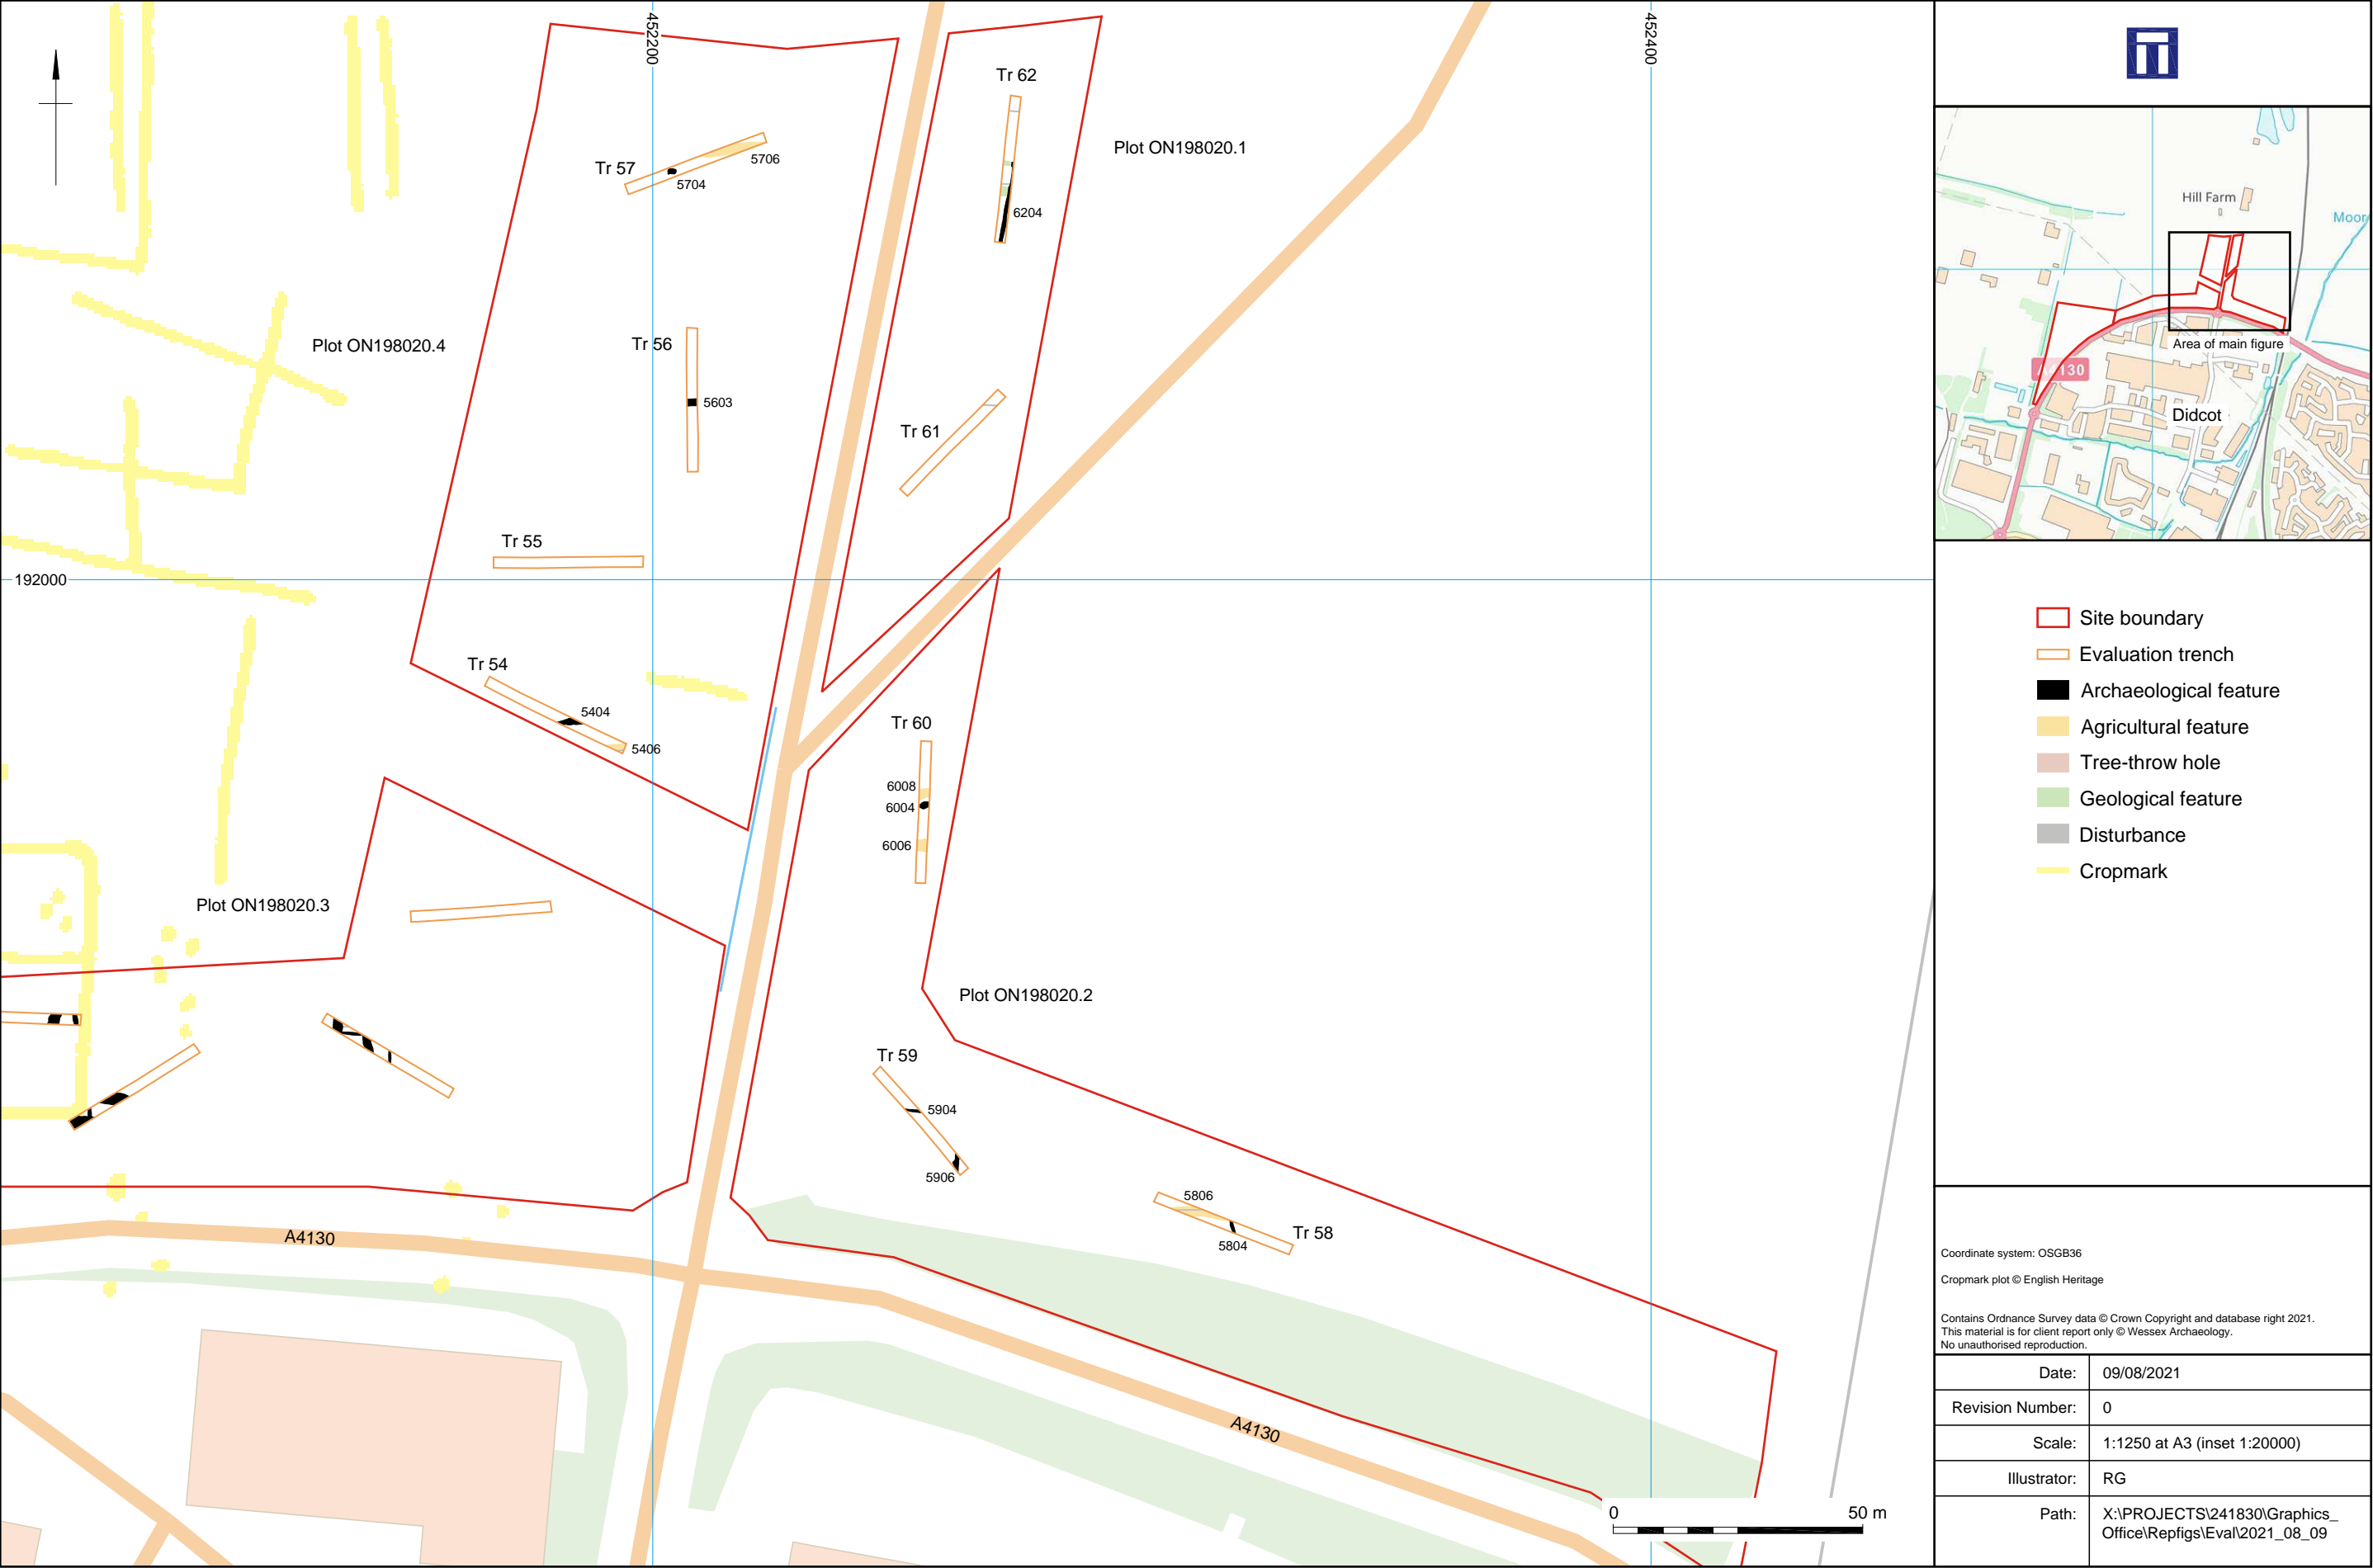 452200
452400
Tr 62
Plot ON198020.1
Tr 57
5706
5704
6204
Plot ON198020.4
Tr 56
5603
Tr 61
Tr 55
192000
Tr 54
5404
5406
Tr 60
6008
6004
6006
Plot ON198020.3
Plot ON198020.2
Tr 59
5904
5906
5806
Tr 58
5804
A4130
A4130
0 50 m
Hill Farm
Moor
Area of main figure
A4130
Didcot
Site boundary
Evaluation trench
Archaeological feature
Agricultural feature
Tree-throw hole
Geological feature
Disturbance
Cropmark
Coordinate system: OSGB36
Cropmark plot © English Heritage
Contains Ordnance Survey data © Crown Copyright and database right 2021.
This material is for client report only © Wessex Archaeology.
No unauthorised reproduction.
Date: 09/08/2021
Revision Number: 0
Scale: 1:1250 at A3 (inset 1:20000)
Illustrator: RG
Path: X:\PROJECTS\241830\Graphics_
Office\Repfigs\Eval\2021_08_09